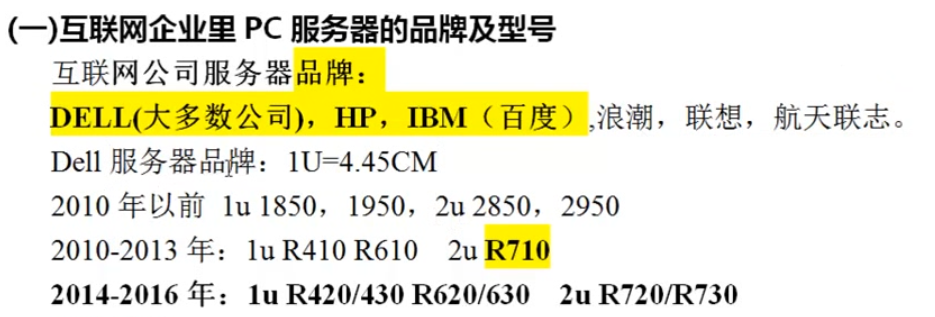 (一)互联网企业里 PC 服务器的品牌及型号
互联网公司服务器品牌：
DELL(大多数公司)，HP，IBM（百度）,浪潮，联想，航天联志。
Dell 服务器品牌：1U=4.45CM
2010 年以前 1u 1850，1950，2u 2850，2950
2010-2013 年：1u R410 R610 2u R710
2014-2016 年：1u R420/430 R620/630 2u R720/R730